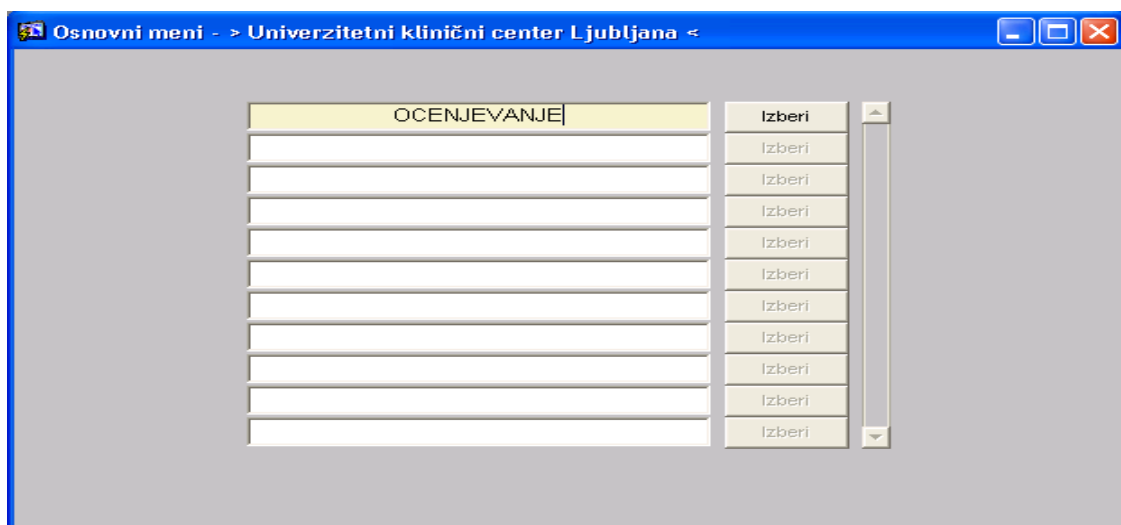 Osnovni meni - > Univerzitetni klinični center Ljubljana <
OCENJEVANJE Izberi
Izberi
Izberi
Izberi
Izberi
Izberi
Izberi
Izberi
Izberi
Izberi
Izberi